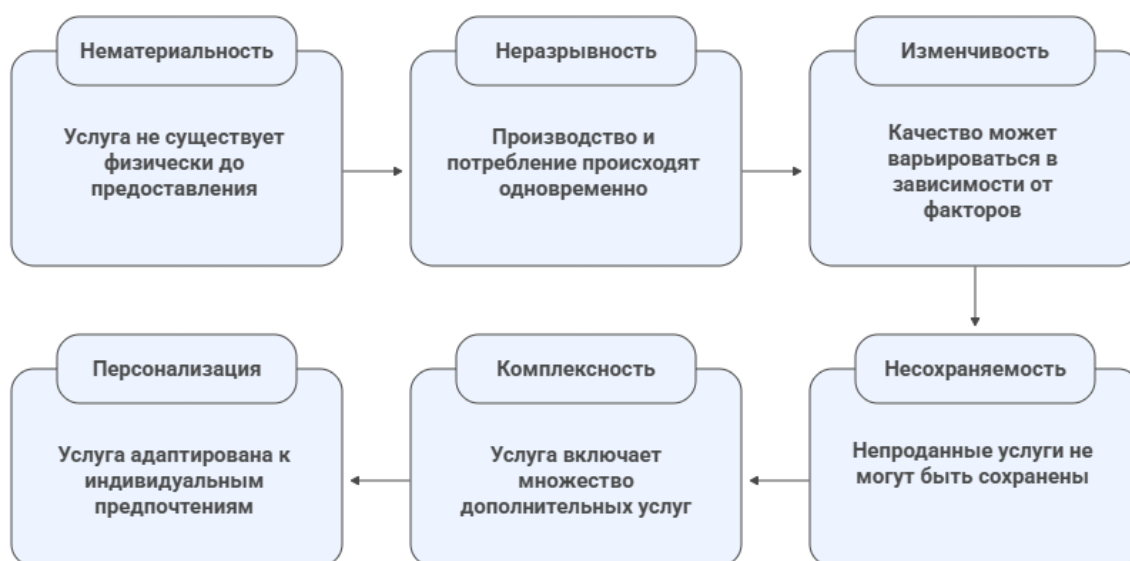 Нематериальность
Услуга не существует
физически до
предоставления
Неразрывность
Производство и
потребление происходят
одновременно
Изменчивость
Качество может
варьироваться в
зависимости от
факторов
Несохраняемость
Непроданные услуги не
могут быть сохранены
Комплексность
Услуга включает
множество
дополнительных услуг
Персонализация
Услуга адаптирована к
индивидуальным
предпочтениям